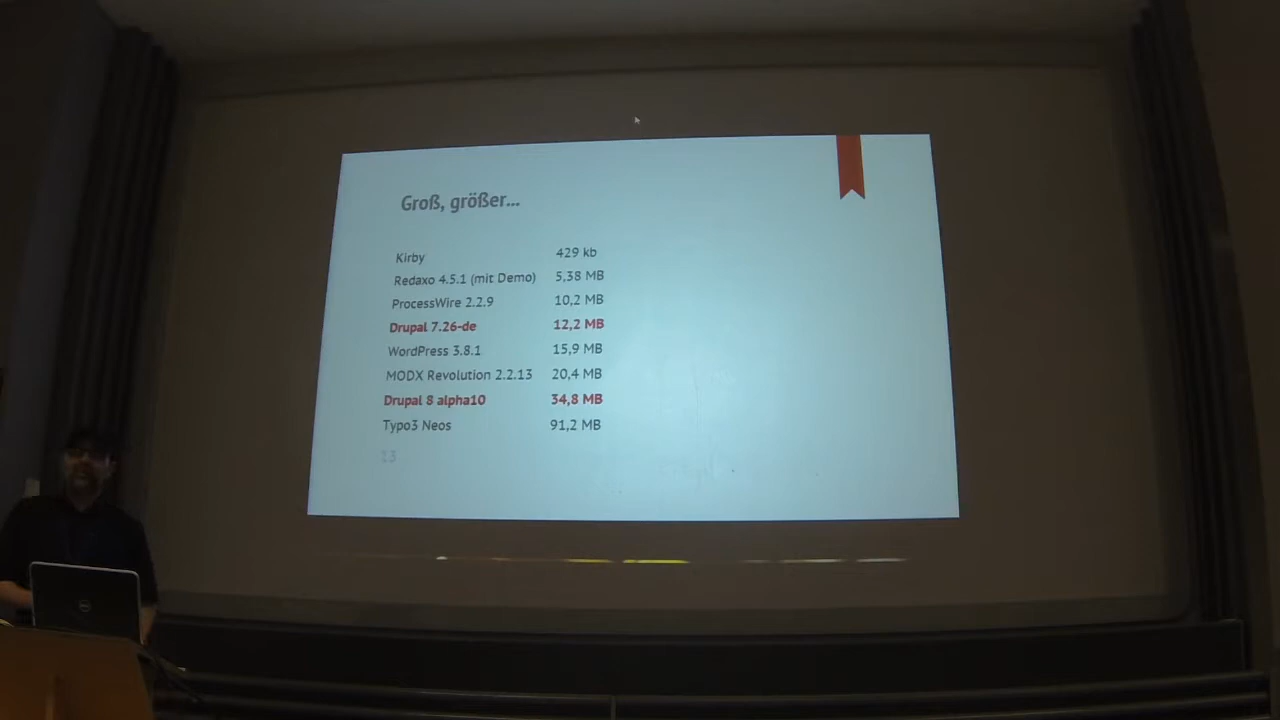 Groß, größer...
Kirby 429 kb
Redaxo 4.5.1 (mit Demo) 5,38 MB
ProcessWire 2.2.9 10,2 MB
Drupal 7.26-de 12,2 MB
WordPress 3.8.1 15,9 MB
MODX Revolution 2.2.13 20,4 MB
Drupal 8 alpha10 34,8 MB
Typo3 Neos 91,2 MB
13